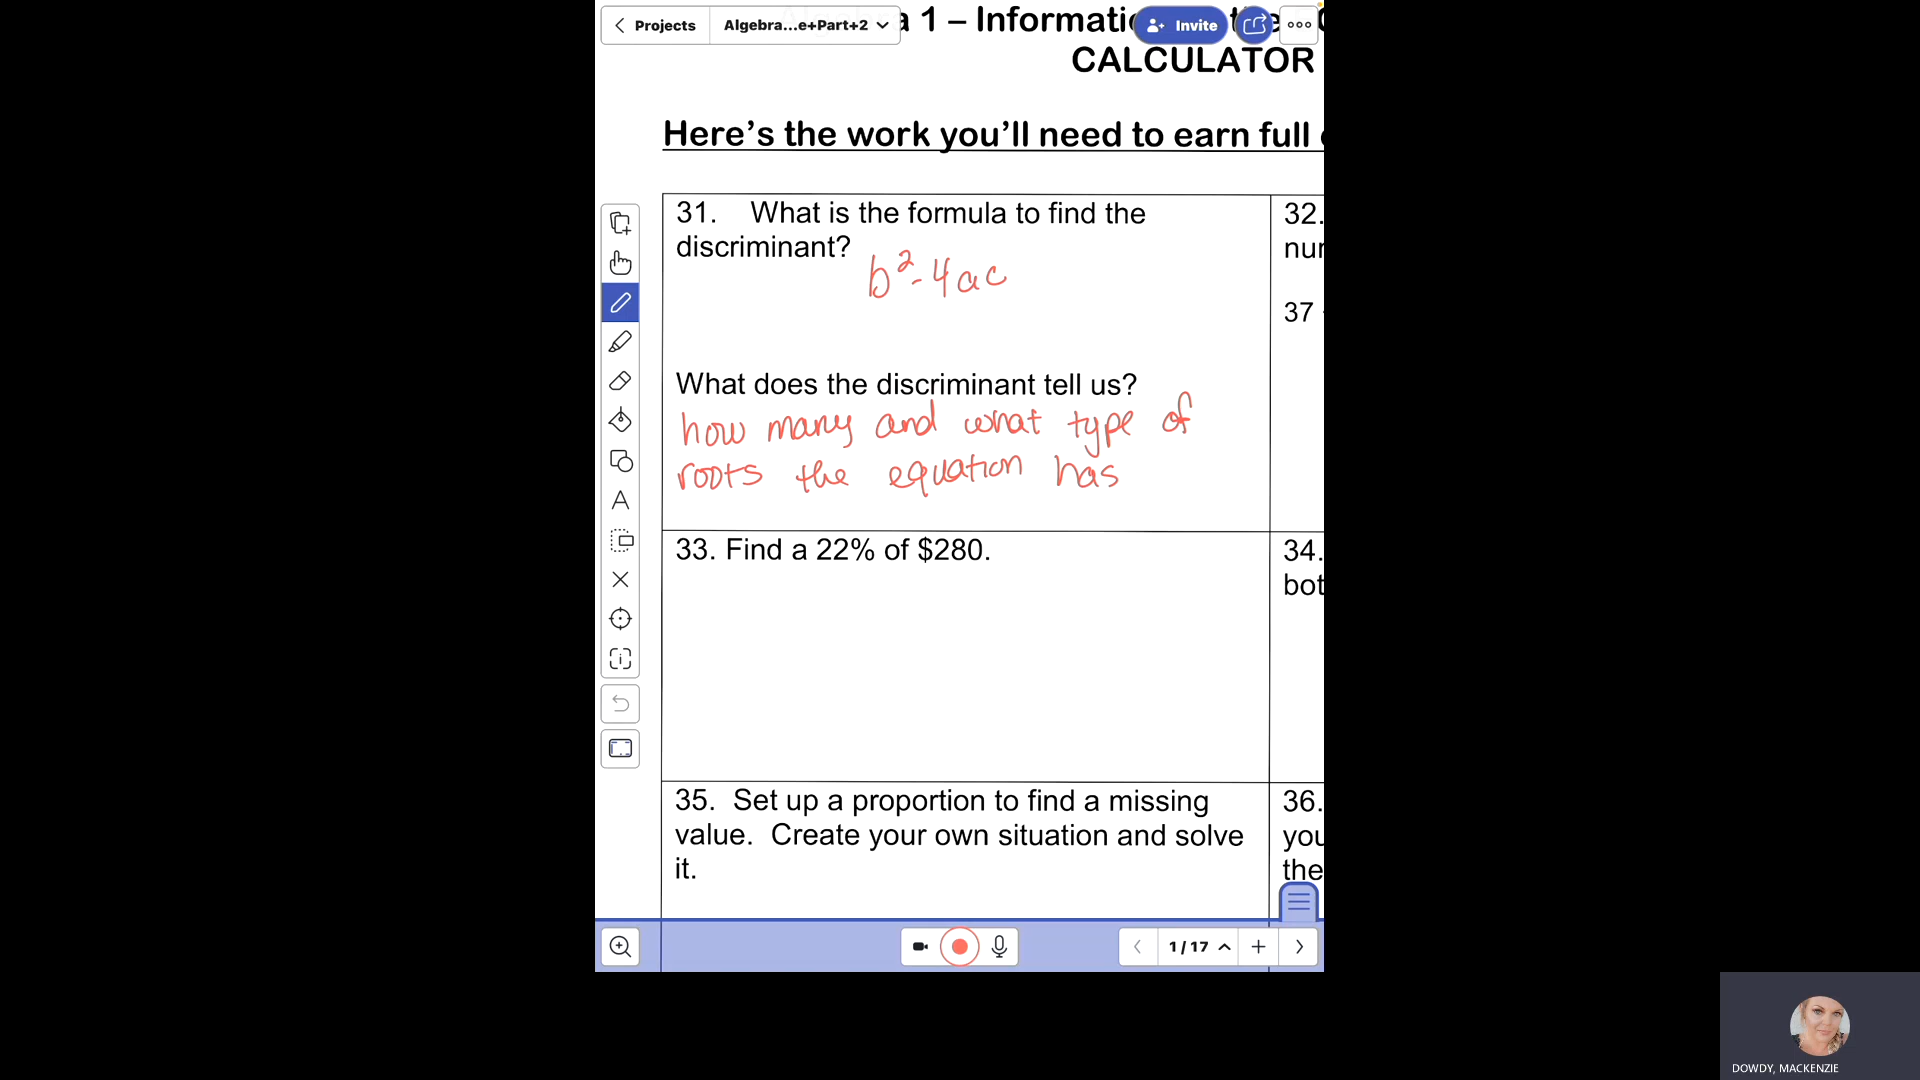 Projects
Algebra...e+Part+2
a 1 – Informati
Invite
CALCULATOR
Here's the work you'll need to earn full
31. What is the formula to find the
discriminant?
b²-4ac
What does the discriminant tell us?
how many and what type of
roots the equation has
32.
37
33. Find a 22% of $280.
34.
35. Set up a proportion to find a missing
value. Create your own situation and solve
it.
36.
you
the
1/17
DOWDY, MACKENZIE